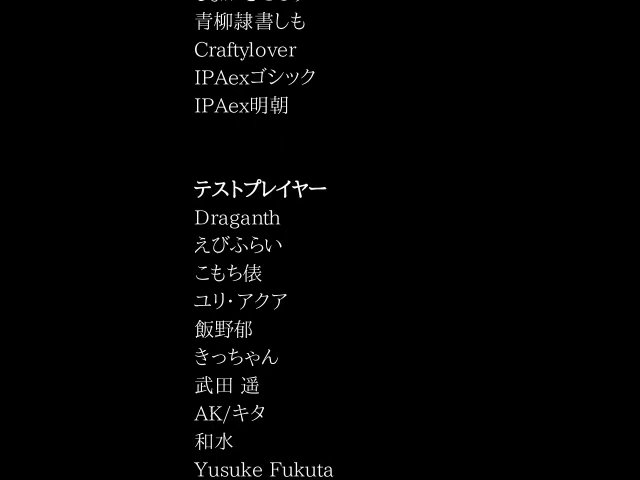 青柳隷書しも
Craftylover
IPAexゴシック
IPAex明朝
テストプレイヤー
Draganth
えびふらい
こもち俵
ユリ・アクア
飯野郁
きっちゃん
武田 遥
AK/キタ
和水
Yusuke Fukuta